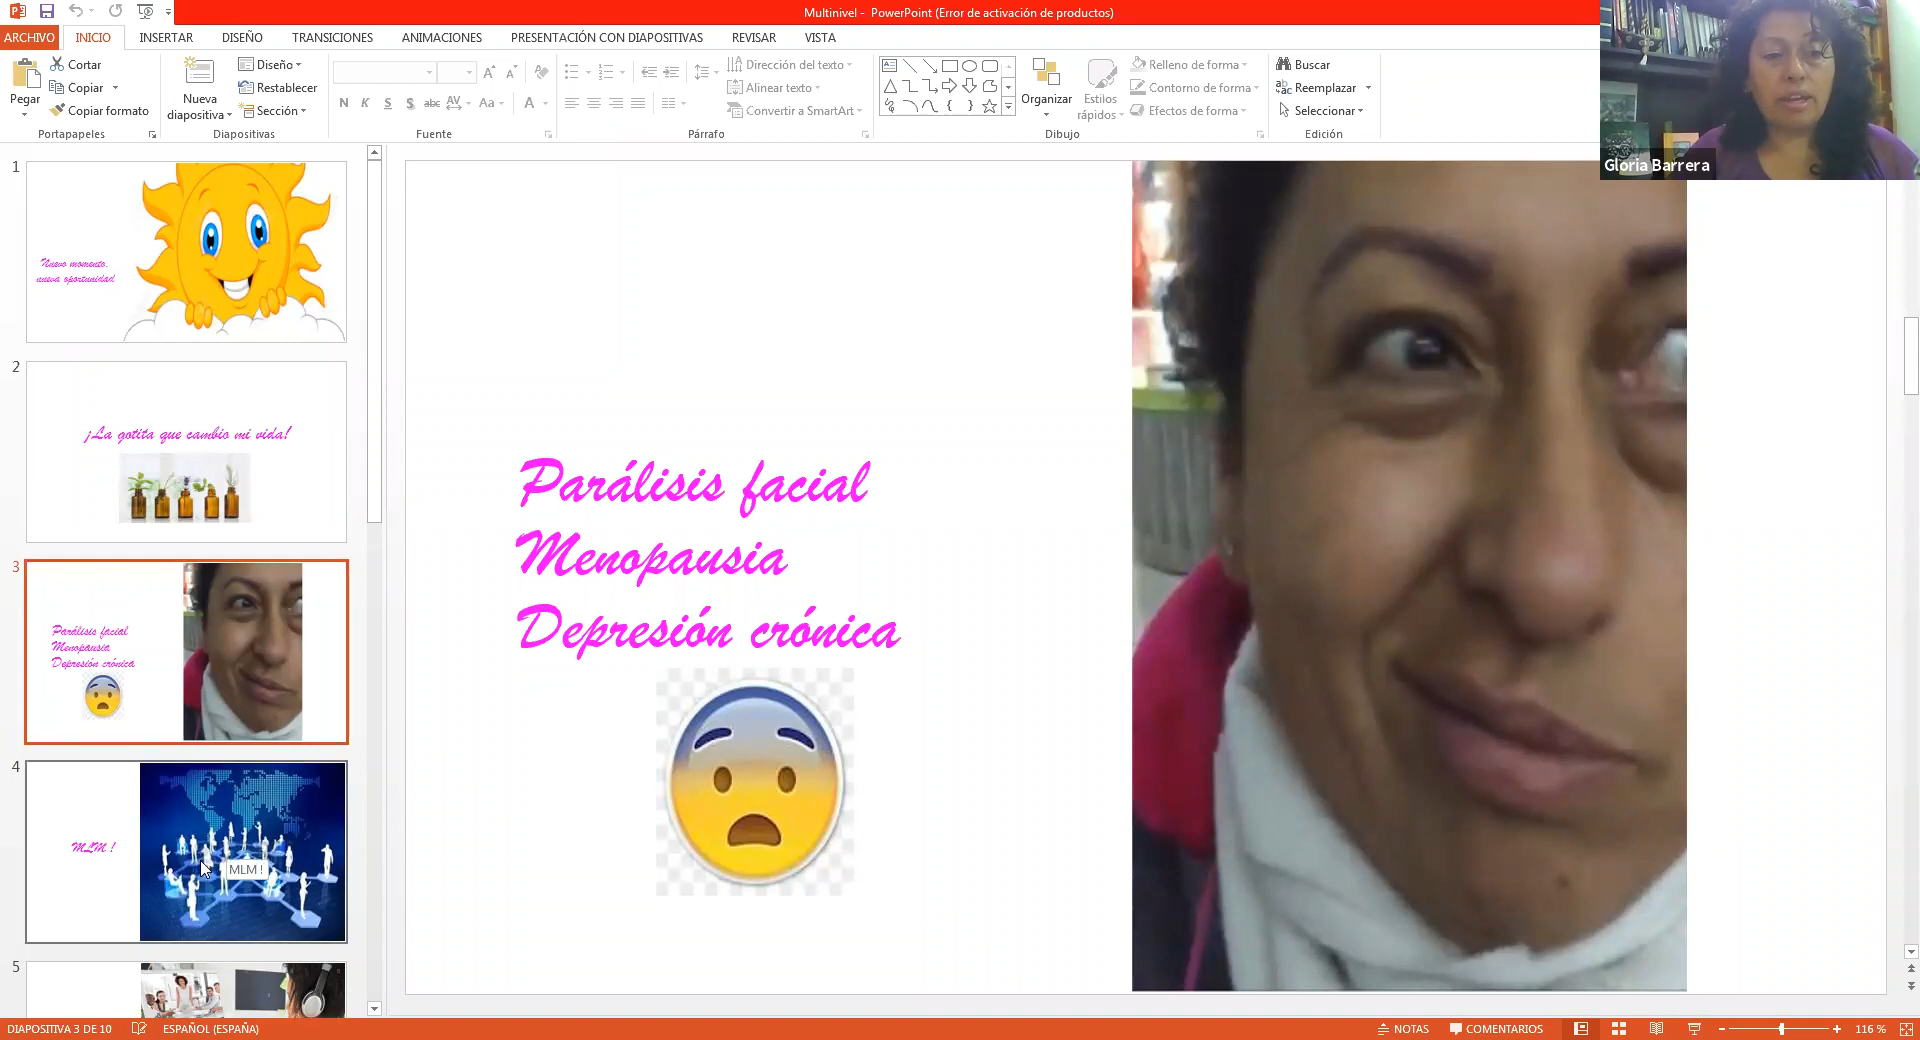 Multinivel - PowerPoint (Error de activación de productos)
ARCHIVO INICIO INSERTAR DISEÑO TRANSICIONES ANIMACIONES PRESENTACIÓN CON DIAPOSITIVAS REVISAR VISTA
Pegar
Cortar
Copiar
Copiar formato
Portapapeles
Nueva
diapositiva
Diseño
Restablecer
Sección
Diapositivas
N K S S abc AV Aa A
Fuente
Dirección del texto
Alinear texto
Convertir a SmartArt
Párrafo
Organizar
Estilos
rápidos
Relleno de forma
Contorno de forma
Efectos de forma
Dibujo
Buscar
Reemplazar
Seleccionar
Edición
Gloria Barrera
1
Nuevo momento,
nueva oportunidad
2
¡La gotita que cambio mi vida!
3
Parálisis facial
Menopausia
Depresión crónica
4
MLM !
MLM !
5
Parálisis facial
Menopausia
Depresión crónica
DIAPOSITIVA 3 DE 10 ESPAÑOL (ESPAÑA) NOTAS COMENTARIOS 116 %